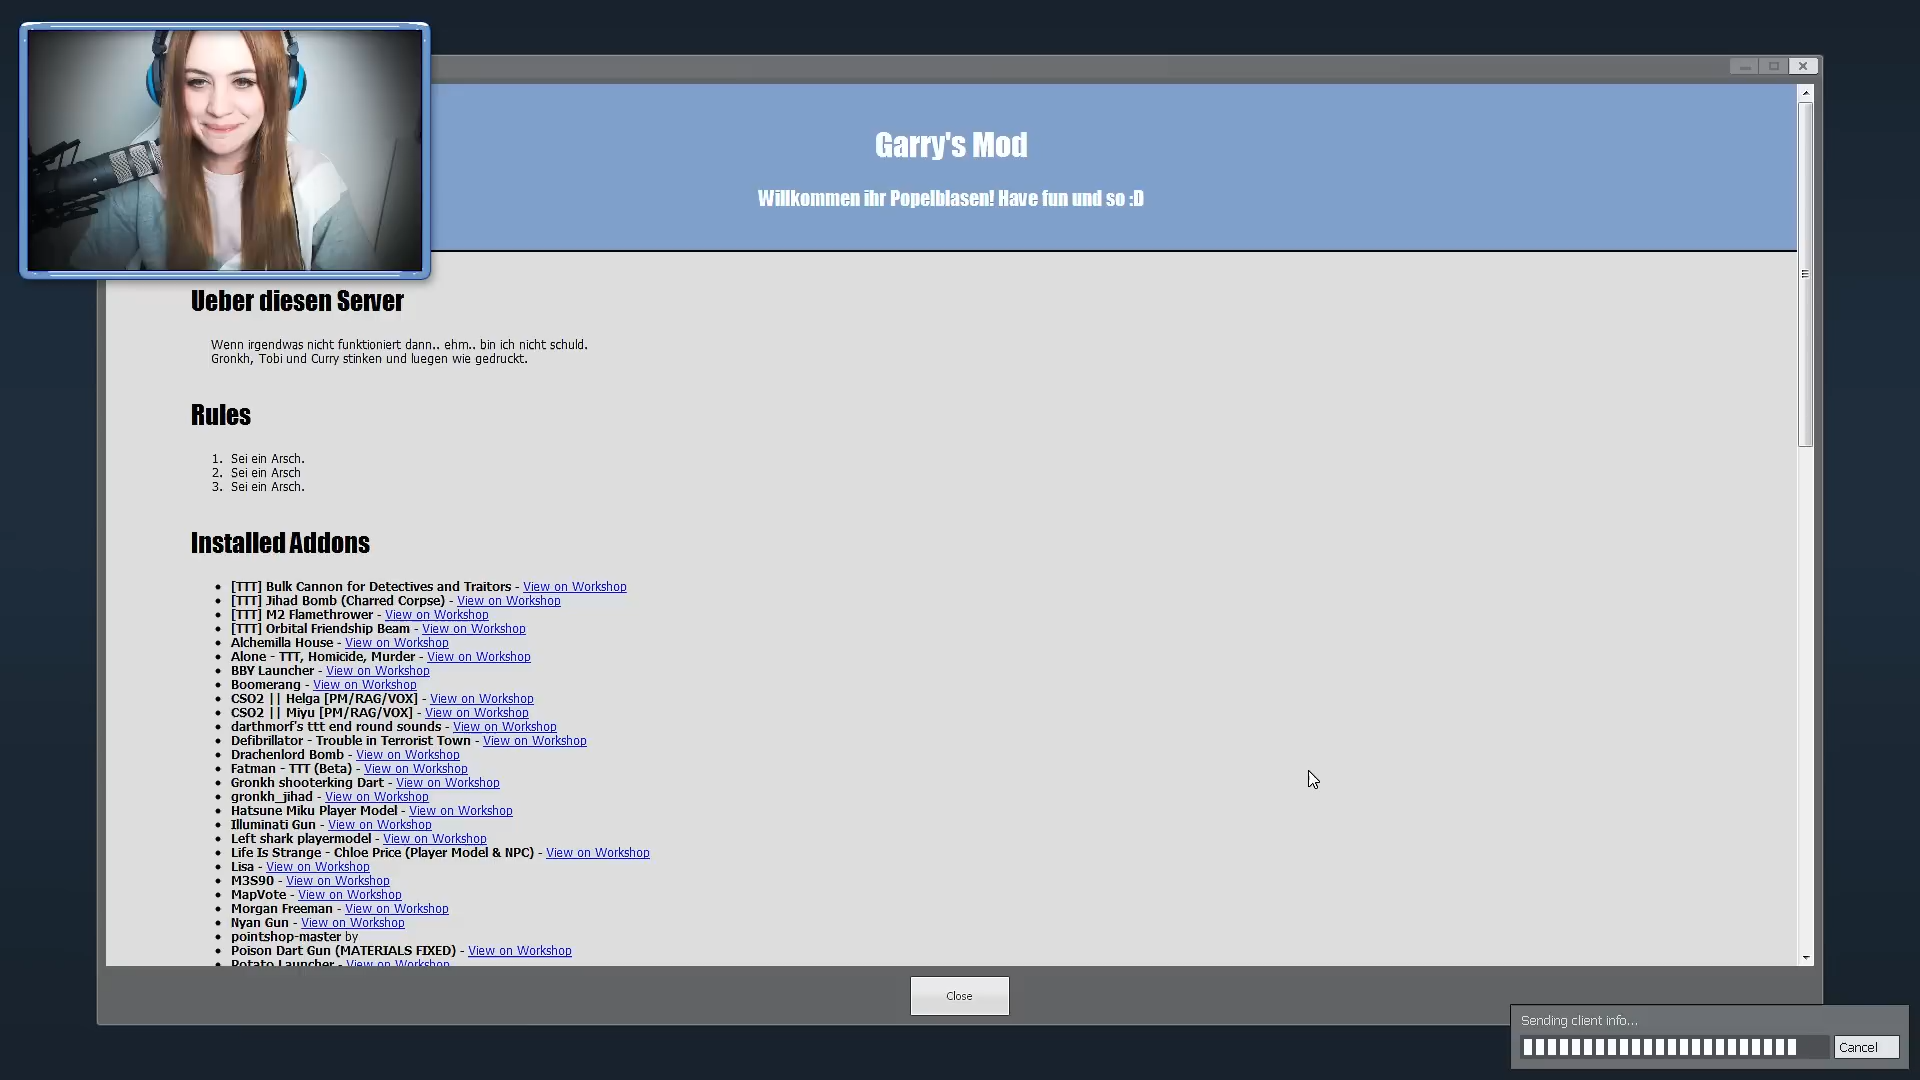 Garry's Mod
Willkommen ihr Popelblasen! Have fun und so :D
Ueber diesen Server
Wenn irgendwas nicht funktioniert dann.. ehm.. bin ich nicht schuld.
Gronkh, Tobi und Curry stinken und luegen wie gedruckt.
Rules
1. Sei ein Arsch.
2. Sei ein Arsch
3. Sei ein Arsch.
Installed Addons
[TTT] Bulk Cannon for Detectives and Traitors - View on Workshop
[TTT] Jihad Bomb (Charred Corpse) - View on Workshop
[TTT] M2 Flamethrower - View on Workshop
[TTT] Orbital Friendship Beam - View on Workshop
Alchemilla House - View on Workshop
Alone - TTT, Homicide, Murder - View on Workshop
BBY Launcher - View on Workshop
Boomerang - View on Workshop
CSO2 || Helga [PM/RAG/VOX] - View on Workshop
CSO2 || Miyu [PM/RAG/VOX] - View on Workshop
darthmorf's ttt end round sounds - View on Workshop
Defibrillator - Trouble in Terrorist Town - View on Workshop
Drachenlord Bomb - View on Workshop
Fatman - TTT (Beta) - View on Workshop
Gronkh shooterking Dart - View on Workshop
gronkh_jihad - View on Workshop
Hatsune Miku Player Model - View on Workshop
Illuminati Gun - View on Workshop
Left shark playermodel - View on Workshop
Life Is Strange - Chloe Price (Player Model & NPC) - View on Workshop
Lisa - View on Workshop
M3S90 - View on Workshop
MapVote - View on Workshop
Morgan Freeman - View on Workshop
Nyan Gun - View on Workshop
pointshop-master by
Poison Dart Gun (MATERIALS FIXED) - View on Workshop
Potato Launcher - View on Workshop
Close
Sending client info...
Cancel